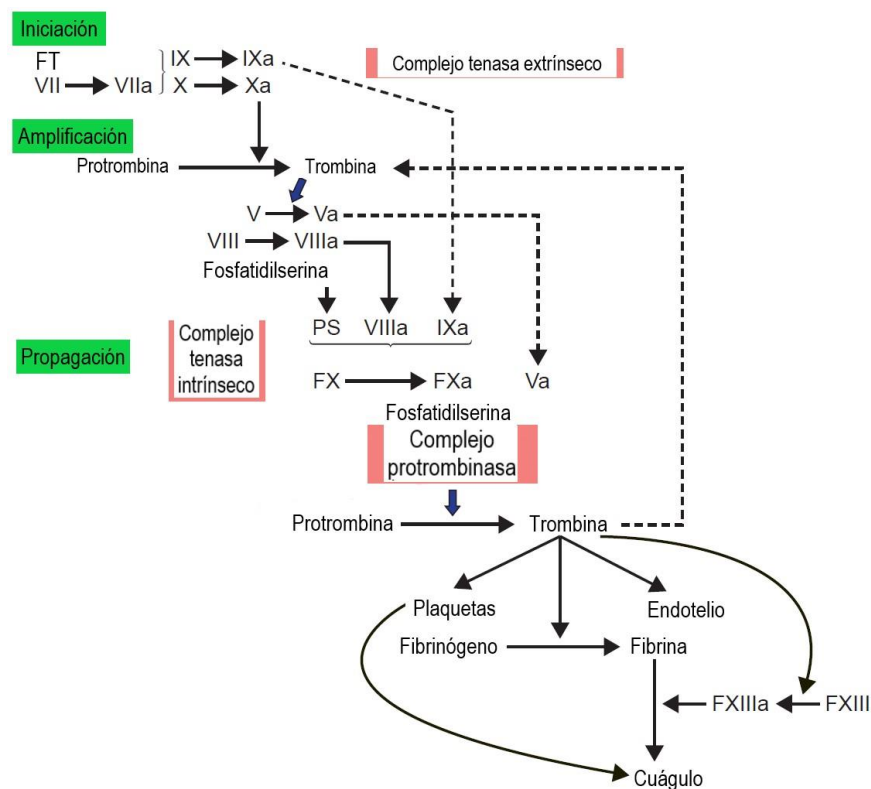 Iniciación
FT
IX IXa
Complejo tenasa extrínseco
VII VIIa
X Xa
Amplificación
Protrombina Trombina
V Va
VIII VIIIa
Fosfatidilserina
PS VIIIa IXa
Complejo
tenasa
intrínseco
Propagación
FX FXa Va
Fosfatidilserina
Complejo
protrombinasa
Protrombina Trombina
Plaquetas Endotelio
Fibrinógeno Fibrina
FXIIIa FXIII
Cuágulo